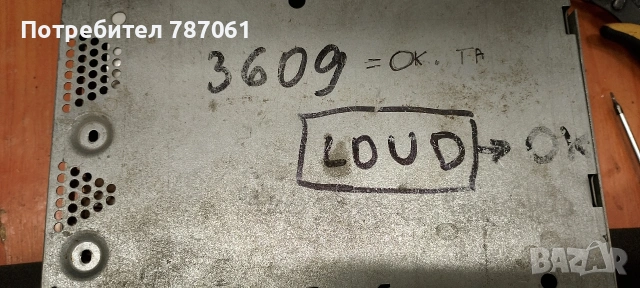 Потребител 787061
3609 = OK. TA
LOUD → OK
BAZAR